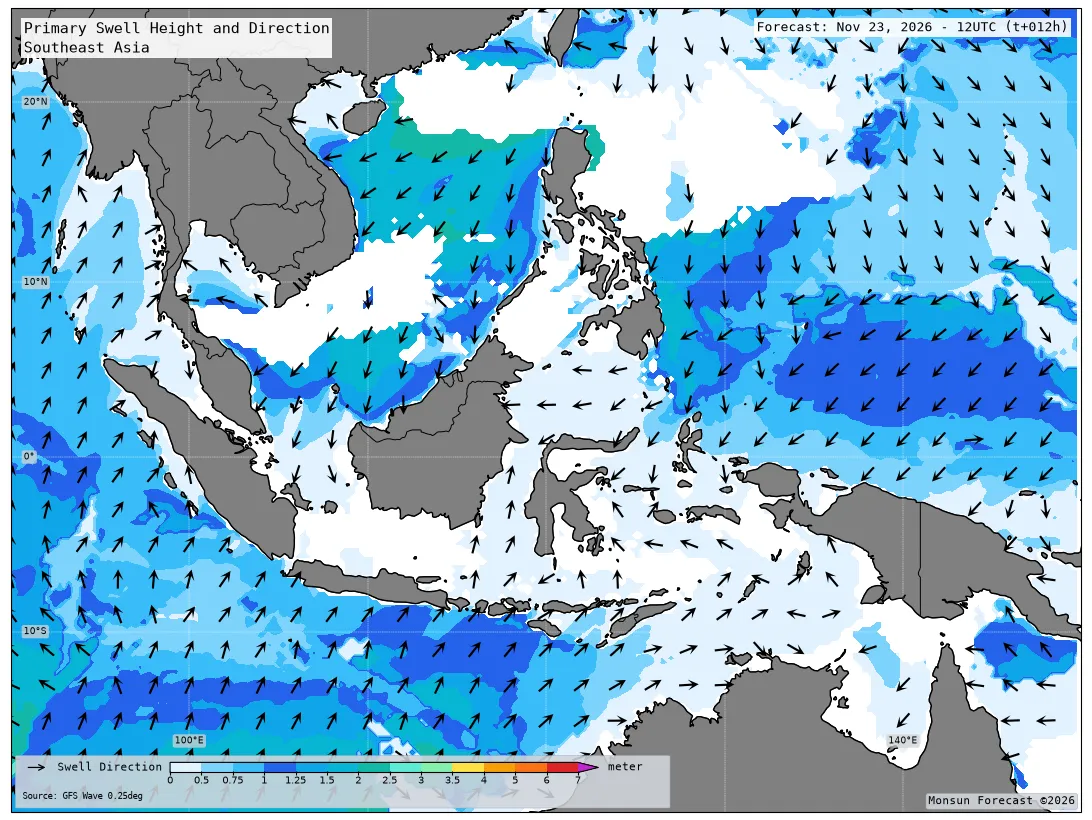 Primary Swell Height and Direction
Southeast Asia
Forecast: Nov 23, 2026 - 12UTC (t+012h)
20°N
10°N
0°
10°S
100°E
140°E
Swell Direction
0 0.5 0.75 1 1.25 1.5 2 2.5 3 3.5 4 5 6 7
meter
Source: GFS Wave 0.25deg
Monsun Forecast ©2026